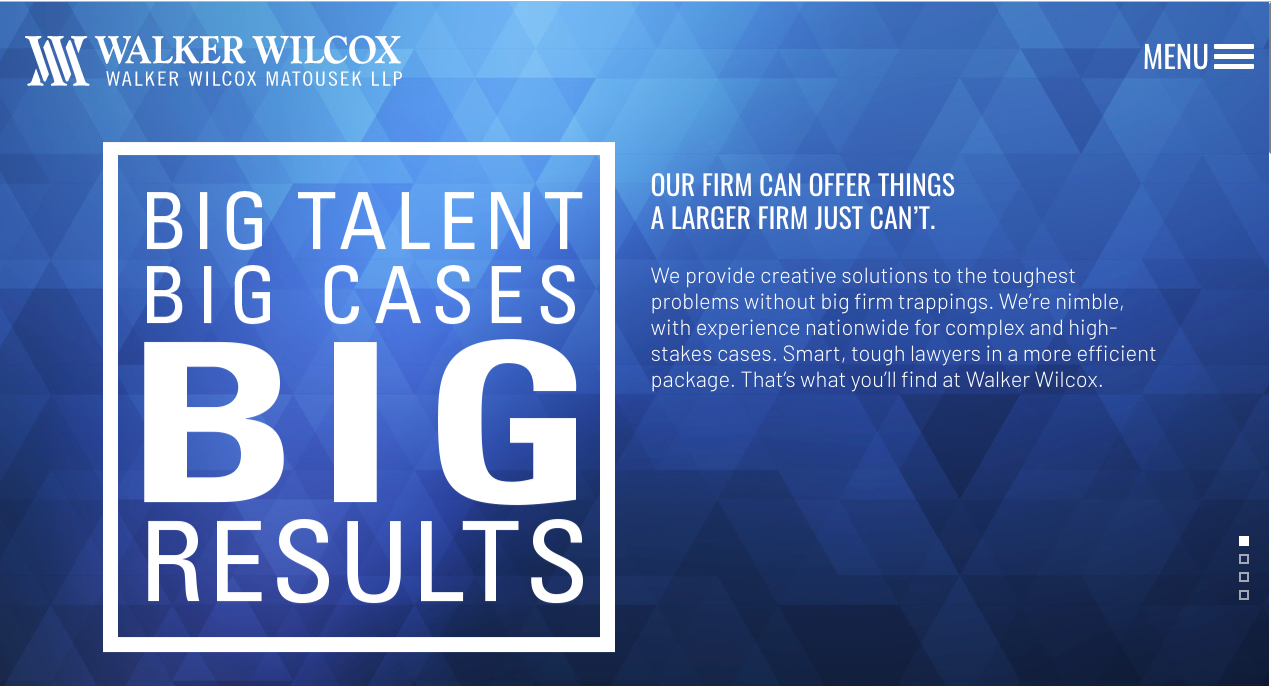 WALKER WILCOX
WALKER WILCOX MATOUSEK LLP
MENU
BIG TALENT
BIG CASES
BIG
RESULTS
OUR FIRM CAN OFFER THINGS
A LARGER FIRM JUST CAN’T.
We provide creative solutions to the toughest
problems without big firm trappings. We’re nimble,
with experience nationwide for complex and high-
stakes cases. Smart, tough lawyers in a more efficient
package. That’s what you’ll find at Walker Wilcox.